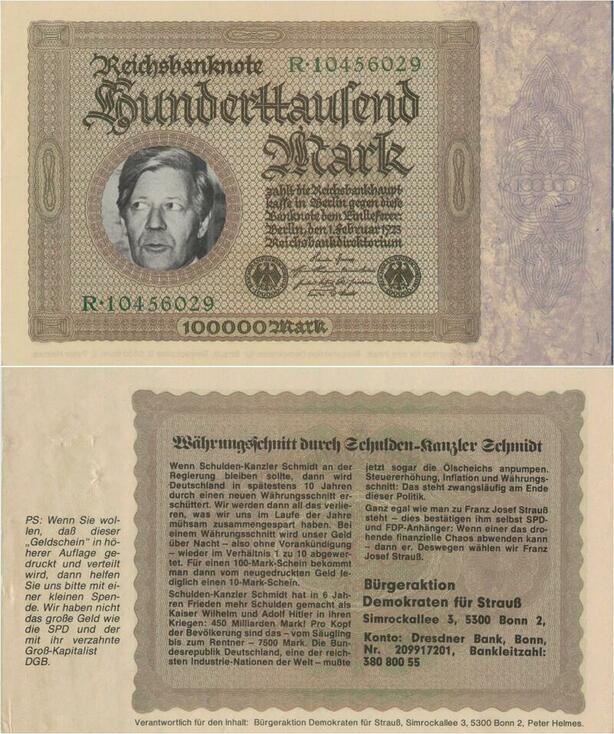 Reichsbanknote
R·10456029
Hunderttausend
Mark
zahlt die Reichsbankhaupt
kasse in Berlin gegen diese
Banknote dem Einlieferer:
Berlin, den 1. Februar 1923
Reichsbankdirektorium
R·10456029
100000 Mark
Währungsschnitt durch Schulden-Kanzler Schmidt
Wenn Schulden-Kanzler Schmidt an der
Regierung bleiben sollte, dann wird
Deutschland in spätestens 10 Jahren
durch einen neuen Währungsschnitt er-
schüttert. Wir werden dann all das verlie-
ren, was wir uns im Laufe der Jahre
mühsam zusammengespart haben. Bei
einem Währungsschnitt wird unser Geld
über Nacht – also ohne Vorankündigung
– wieder im Verhältnis 1 zu 10 abgewer-
tet. Für einen 100-Mark-Schein bekommt
man dann vom neugedruckten Geld le-
diglich einen 10-Mark-Schein.
Schulden-Kanzler Schmidt hat in 6 Jah-
ren Frieden mehr Schulden gemacht als
Kaiser Wilhelm und Adolf Hitler in ihren
Kriegen: 450 Milliarden Mark! Pro Kopf
der Bevölkerung sind das – vom Säugling
bis zum Rentner – 7500 Mark. Die Bun-
desrepublik Deutschland, eine der reich-
sten Industrie-Nationen der Welt – mußte
jetzt sogar die Ölscheichs anpumpen.
Steuererhöhung, Inflation und Währungs-
schnitt: Das steht zwangsläufig am Ende
dieser Politik.
Ganz egal wie man zu Franz Josef Strauß
steht – dies bestätigen ihm selbst SPD-
und FDP-Anhänger: Wenn einer das dro-
hende finanzielle Chaos abwenden kann
– dann er. Deswegen wählen wir Franz
Josef Strauß.
Bürgeraktion
Demokraten für Strauß
Simrockallee 3, 5300 Bonn 2,
Konto: Dresdner Bank, Bonn,
Nr. 209917201, Bankleitzahl:
380 800 55
PS: Wenn Sie wol-
len, daß dieser
„Geldschein" in hö-
herer Auflage ge-
druckt und verteilt
wird, dann helfen
Sie uns bitte mit ei-
ner kleinen Spen-
de. Wir haben nicht
das große Geld wie
die SPD und der
mit ihr verzahnte
Groß-Kapitalist
DGB.
Verantwortlich für den Inhalt: Bürgeraktion Demokraten für Strauß, Simrockallee 3, 5300 Bonn 2, Peter Helmes.